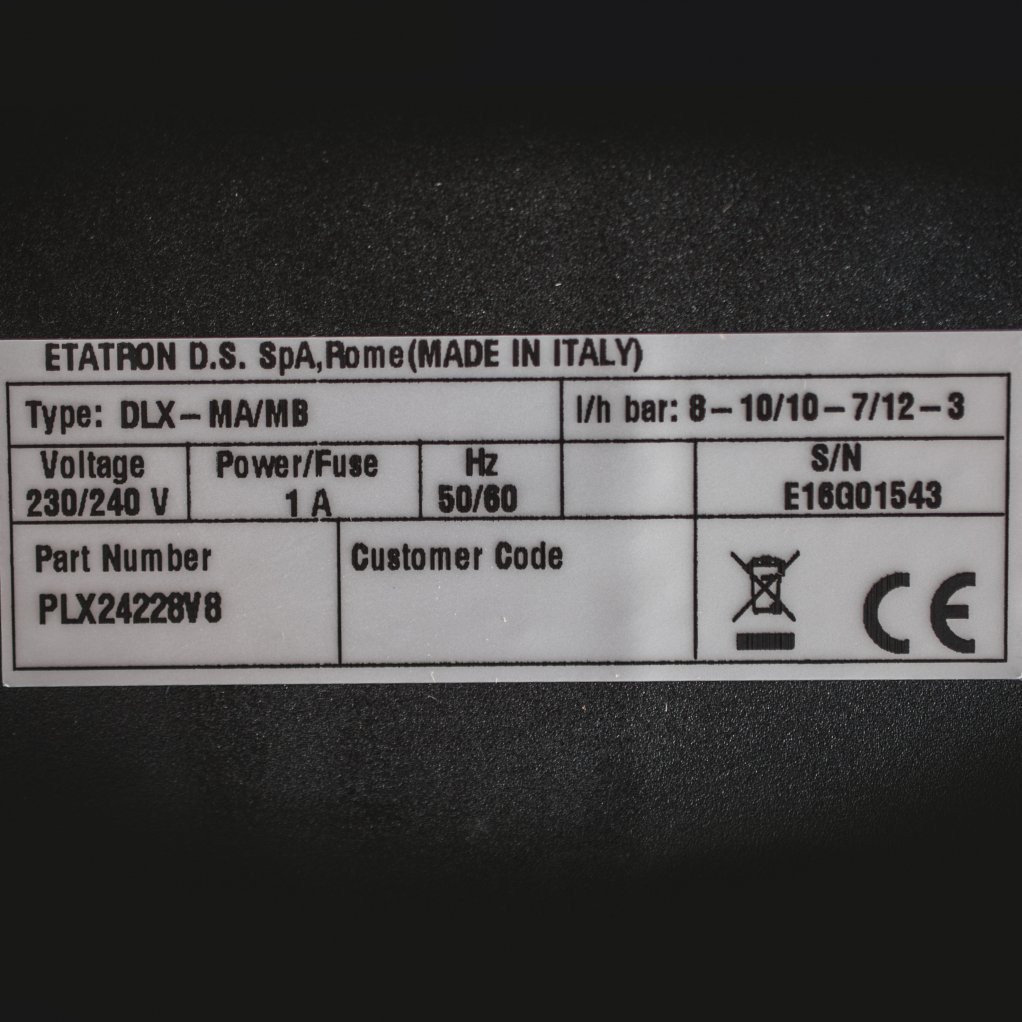 ETATRON D.S. SpA,Rome(MADE IN ITALY)
Type: DLX–MA/MB
l/h bar: 8–10/10–7/12–3
Voltage
230/240 V
Power/Fuse
1 A
Hz
50/60
S/N
E16G01543
Part Number
PLX24228V8
Customer Code
CE